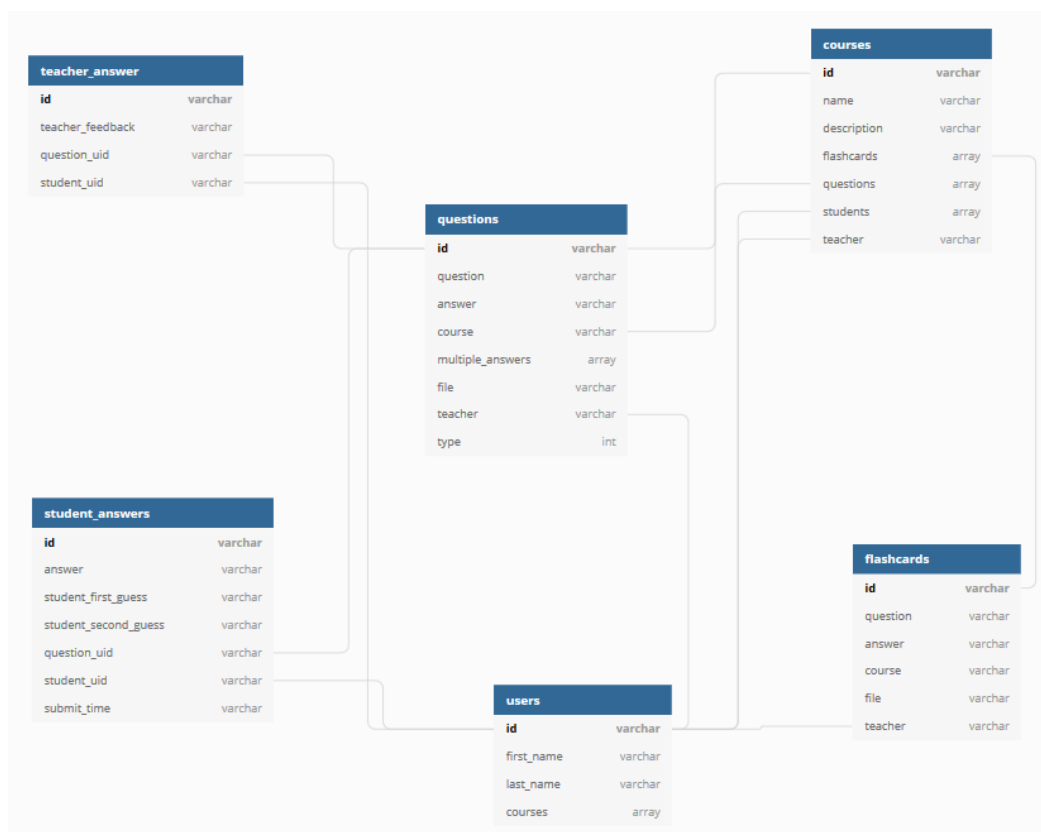 teacher_answer
id varchar
teacher_feedback varchar
question_uid varchar
student_uid varchar
courses
id varchar
name varchar
description varchar
flashcards array
questions array
students array
teacher varchar
questions
id varchar
question varchar
answer varchar
course varchar
multiple_answers array
file varchar
teacher varchar
type int
student_answers
id varchar
answer varchar
student_first_guess varchar
student_second_guess varchar
question_uid varchar
student_uid varchar
submit_time varchar
flashcards
id varchar
question varchar
answer varchar
course varchar
file varchar
teacher varchar
users
id varchar
first_name varchar
last_name varchar
courses array